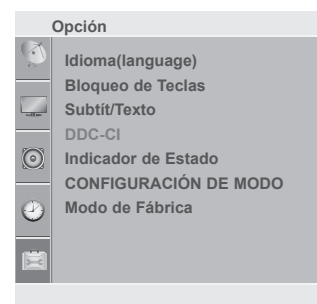 Opción
Idioma(language)
Bloqueo de Teclas
Subtít/Texto
DDC-CI
Indicador de Estado
CONFIGURACIÓN DE MODO
Modo de Fábrica